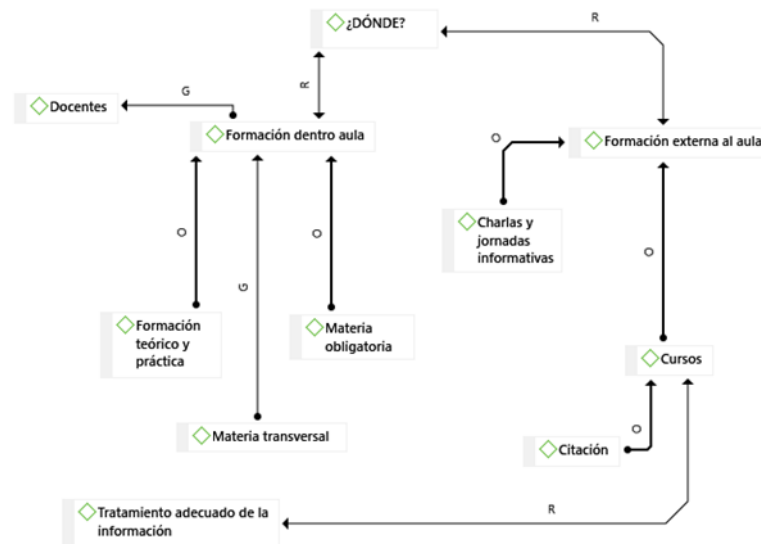 ¿DÓNDE?
R
G
R
Docentes
Formación dentro aula
O
Formación externa al aula
O
G
O
Charlas y
jornadas
informativas
O
Formación
teórico y
práctica
Materia
obligatoria
Cursos
Materia transversal
O
Citación
Tratamiento adecuado de la
información
R